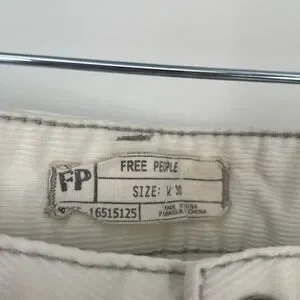 FP
FREE PEOPLE
SIZE: W 30
16515125
MADE IN CHINA